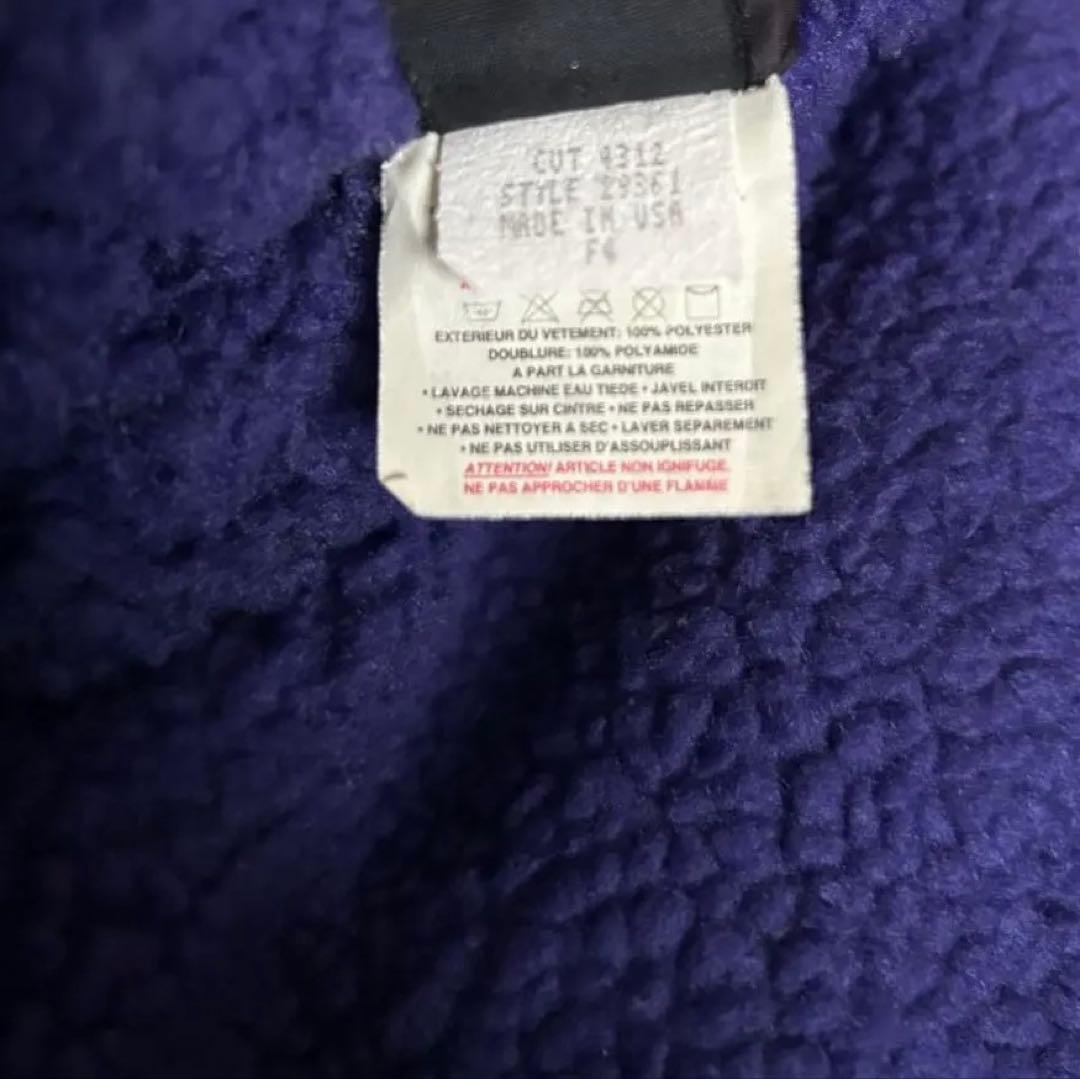 CUT 4312
STYLE 29361
MADE IN USA
F4
EXTERIEUR DU VETEMENT: 100% POLYESTER
DOUBLURE: 100% POLYAMIDE
A PART LA GARNITURE
• LAVAGE MACHINE EAU TIEDE • JAVEL INTERDIT
• SECHAGE SUR CINTRE • NE PAS REPASSER
• NE PAS NETTOYER A SEC • LAVER SEPAREMENT
• NE PAS UTILISER D'ASSOUPLISSANT
ATTENTION! ARTICLE NON IGNIFUGE.
NE PAS APPROCHER D'UNE FLAMME